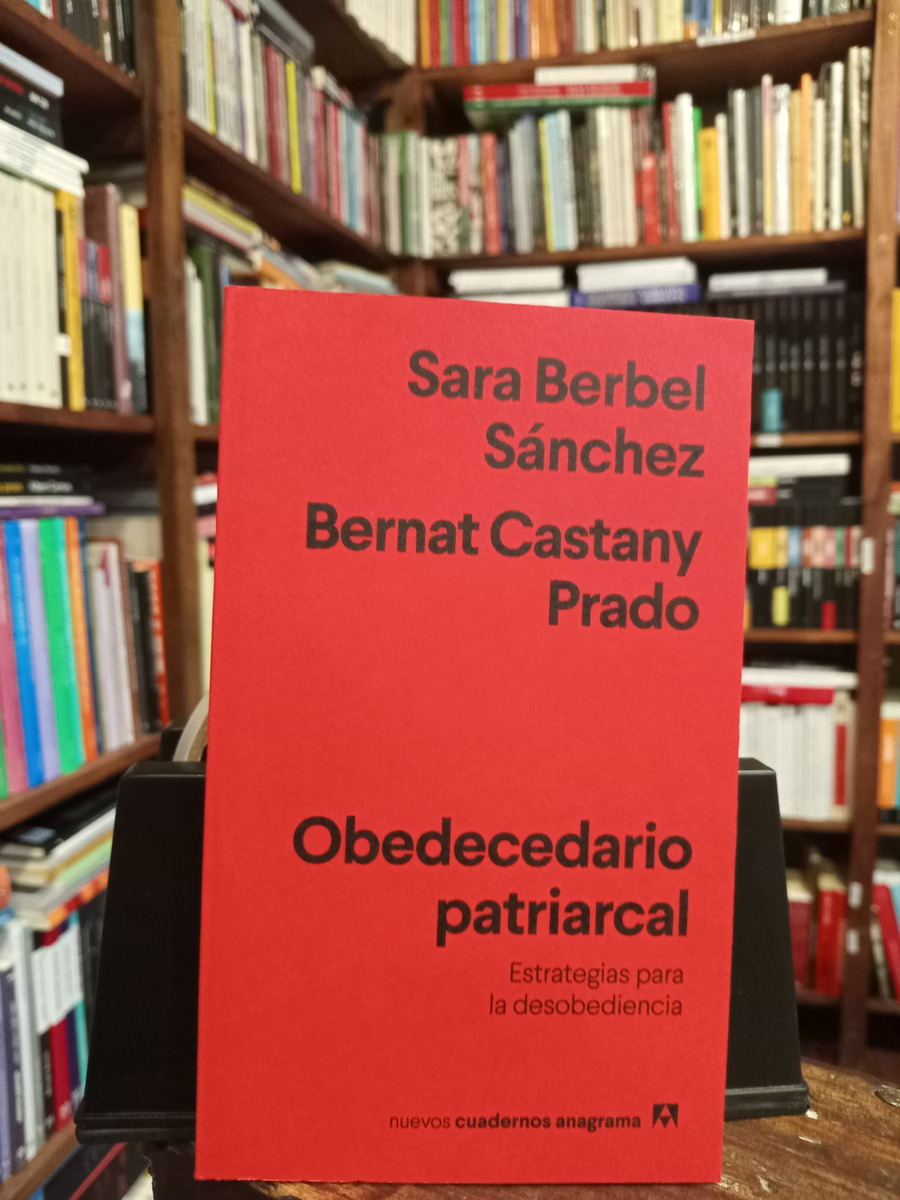 Sara Berbel
Sánchez
Bernat Castany
Prado
Obedecedario
patriarcal
Estrategias para
la desobediencia
nuevos cuadernos anagrama